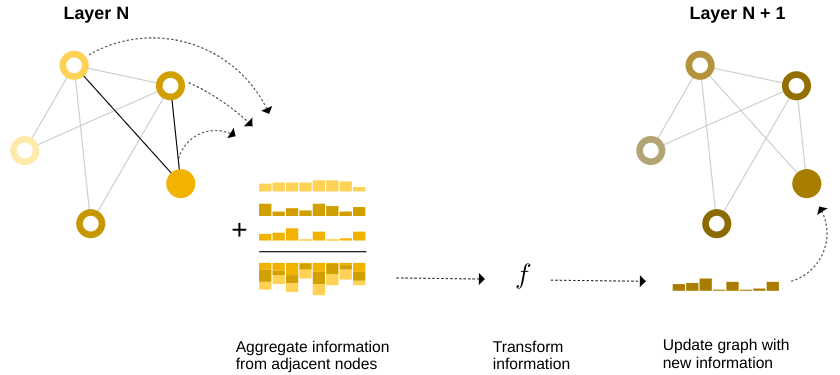 Layer N
Layer N + 1
+
f
Aggregate information
from adjacent nodes
Transform
information
Update graph with
new information